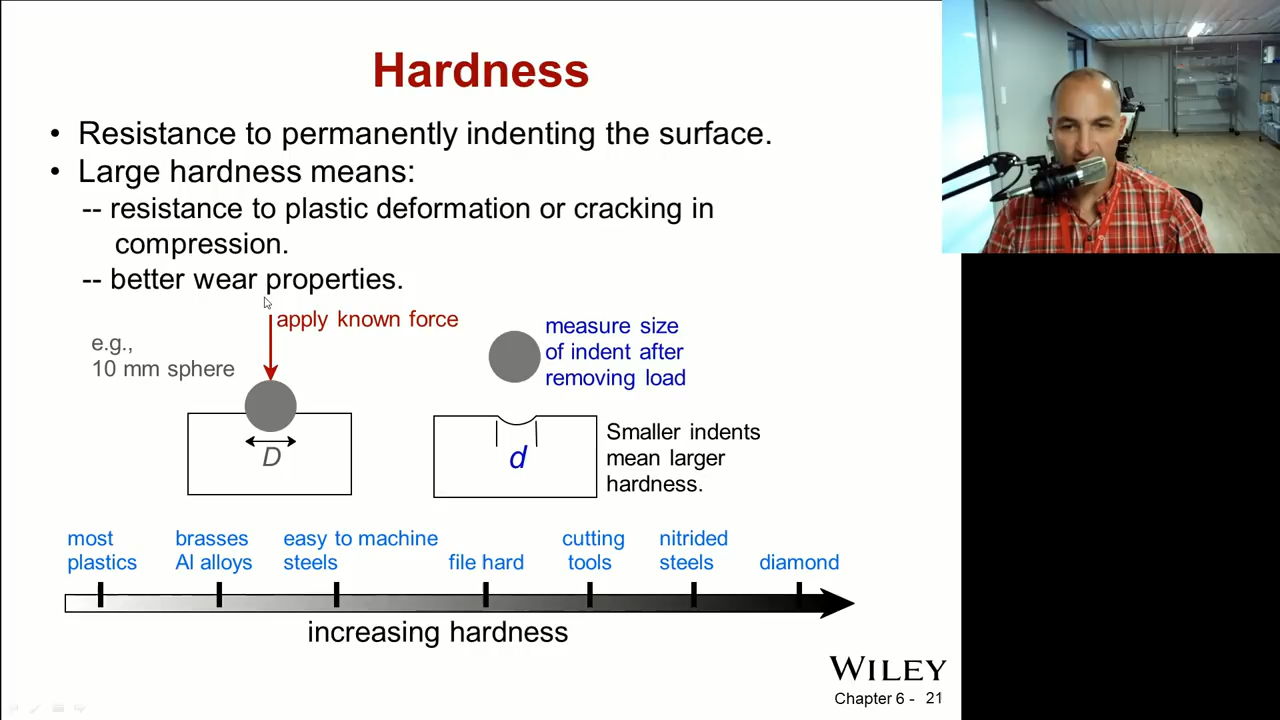 Hardness
• Resistance to permanently indenting the surface.
• Large hardness means:
-- resistance to plastic deformation or cracking in
compression.
-- better wear properties.
apply known force
e.g.,
10 mm sphere
D
measure size
of indent after
removing load
d
Smaller indents
mean larger
hardness.
most
plastics
brasses
Al alloys
easy to machine
steels
file hard
cutting
tools
nitrided
steels
diamond
increasing hardness
WILEY
Chapter 6 - 21